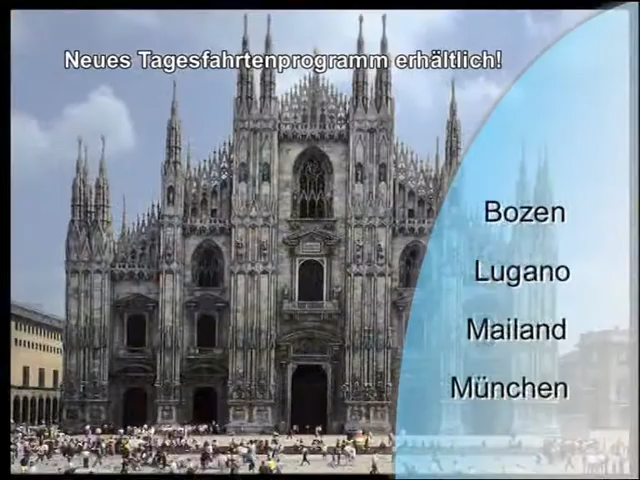 Neues Tagesfahrtenprogramm erhältlich!
Bozen
Lugano
Mailand
München